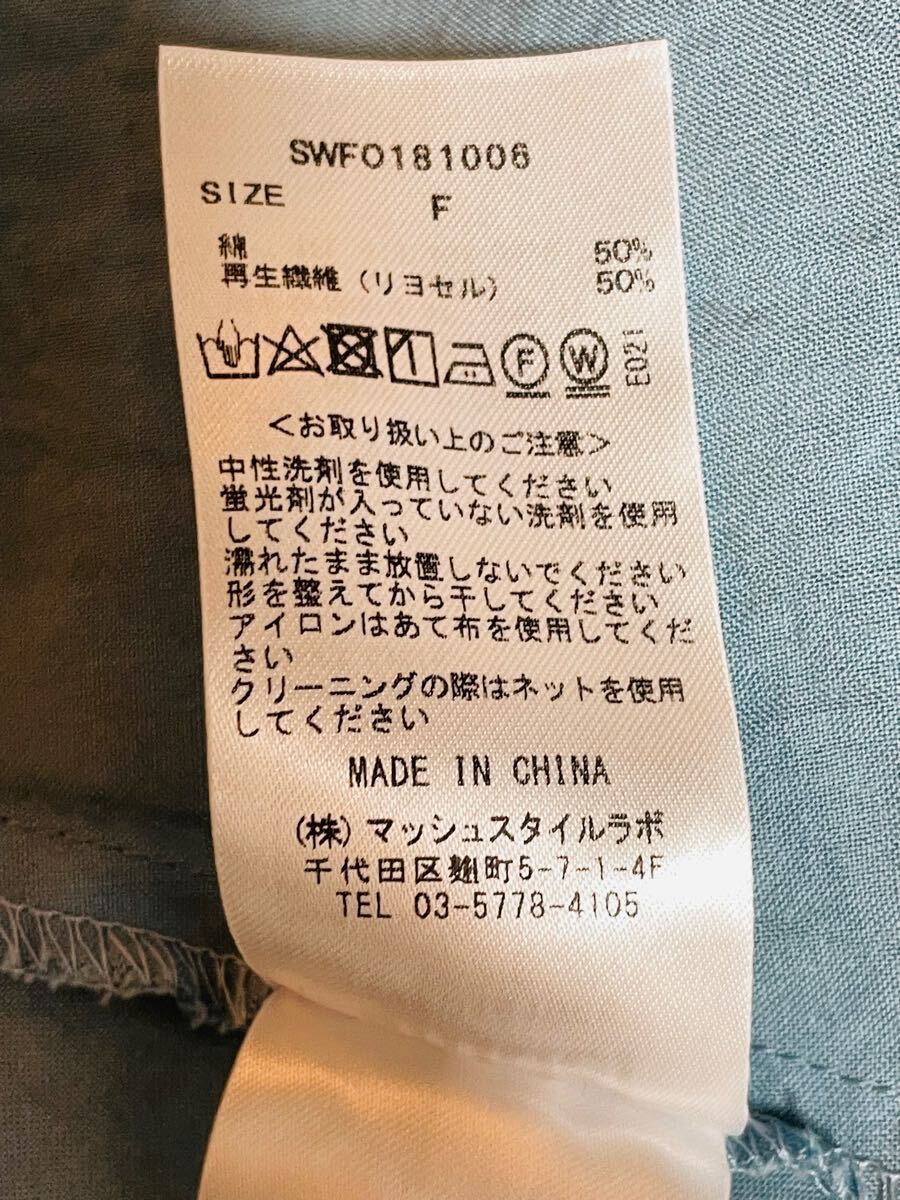 SWFO181006
SIZE F
綿 50%
再生繊維(リヨセル) 50%
F W E021
<お取り扱い上のご注意>
中性洗剤を使用してください
蛍光剤が入っていない洗剤を使用
してください
濡れたまま放置しないでください
形を整えてから干してください
アイロンはあて布を使用してくだ
さい
クリーニングの際はネットを使用
してください
MADE IN CHINA
(株)マッシュスタイルラボ
千代田区麹町5-7-1-4F
TEL 03-5778-4105